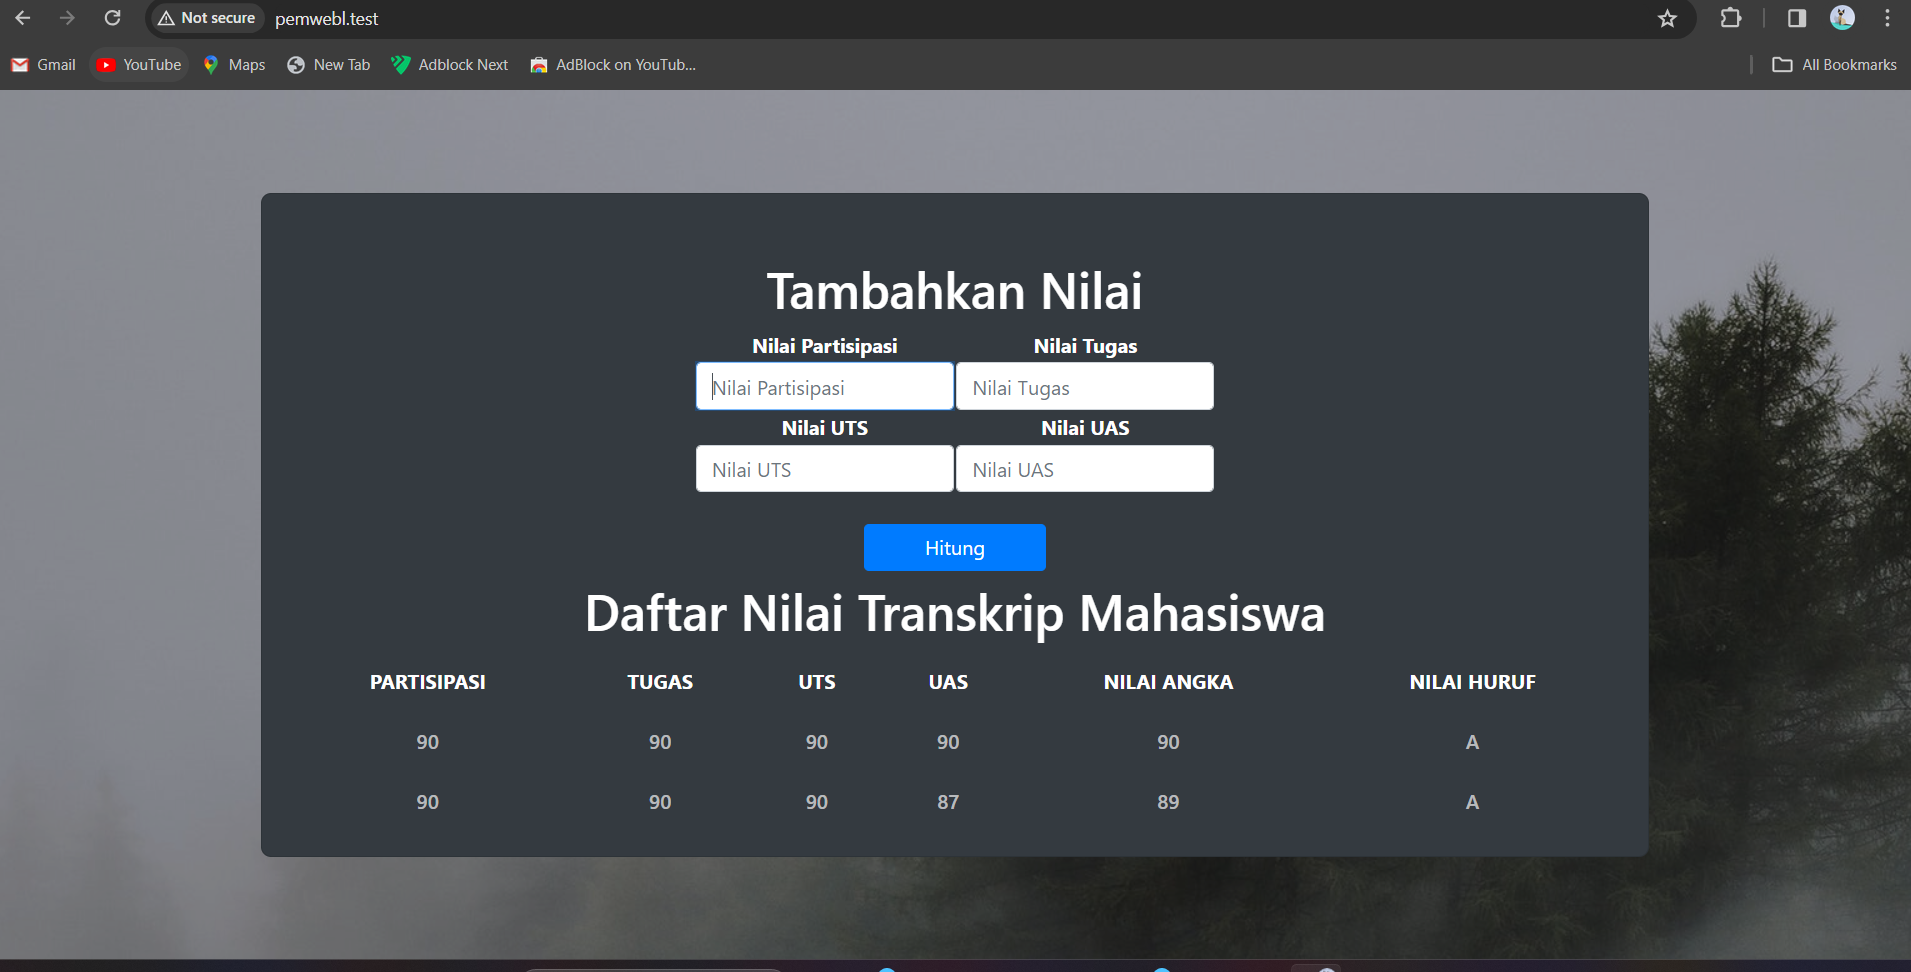 Not secure pemwebl.test
Gmail YouTube Maps New Tab Adblock Next AdBlock on YouTub... All Bookmarks
Tambahkan Nilai
Nilai Partisipasi Nilai Tugas
Nilai Partisipasi Nilai Tugas
Nilai UTS Nilai UAS
Nilai UTS Nilai UAS
Hitung
Daftar Nilai Transkrip Mahasiswa
PARTISIPASI TUGAS UTS UAS NILAI ANGKA NILAI HURUF
90 90 90 90 90 A
90 90 90 87 89 A